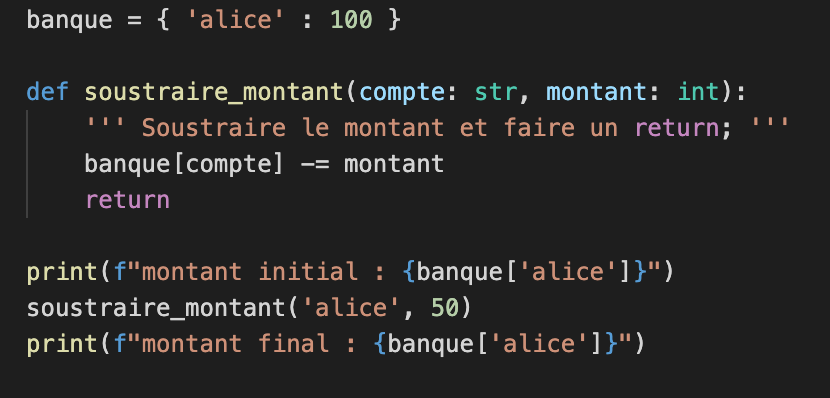 banque = { 'alice' : 100 }
def soustraire_montant(compte: str, montant: int):
''' Soustraire le montant et faire un return; '''
banque[compte] -= montant
return
print(f"montant initial : {banque['alice']}")
soustraire_montant('alice', 50)
print(f"montant final : {banque['alice']}")